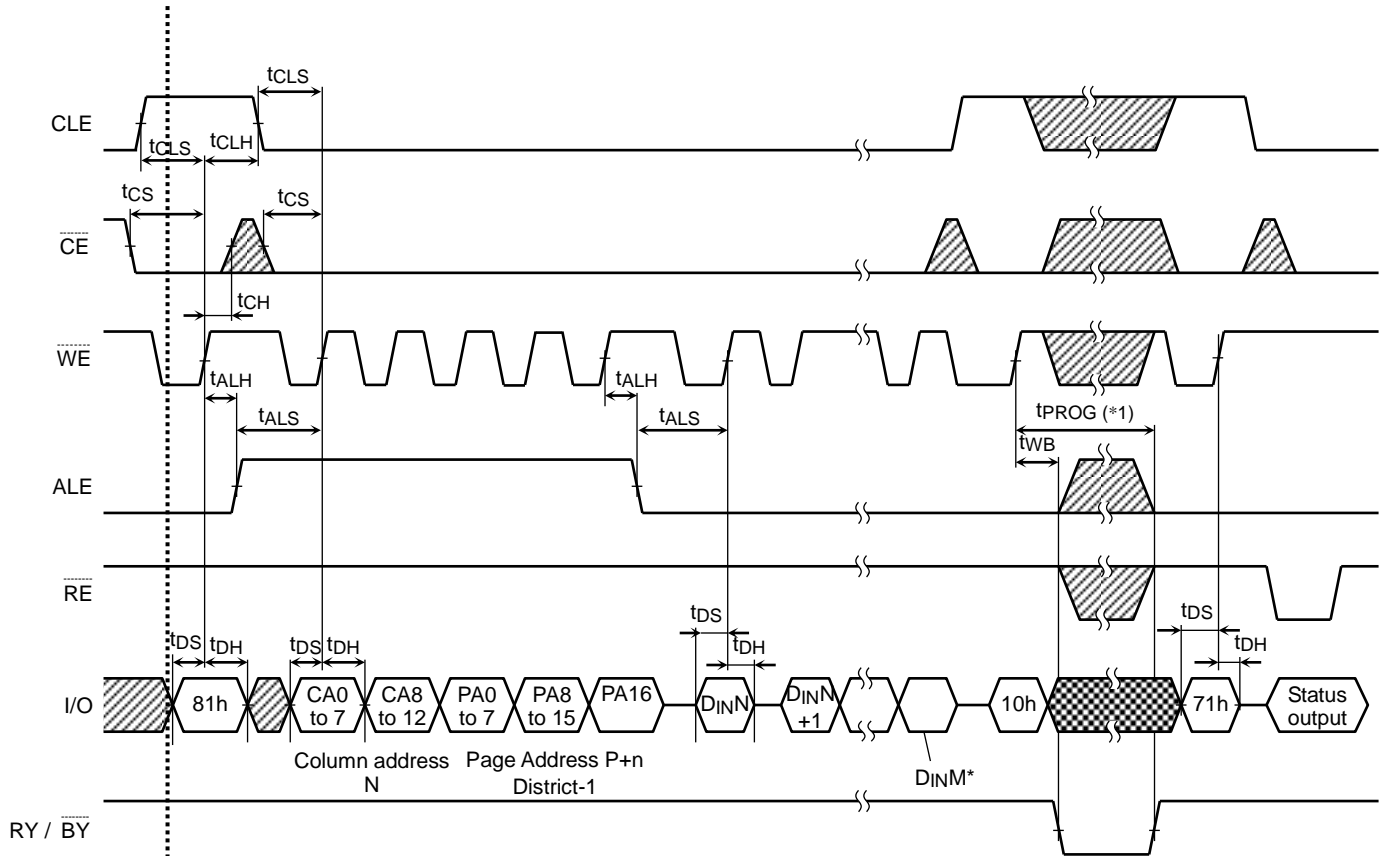 tCLS
CLE
tCLS tCLH
tCS tCS
CE
tCH
WE
tALH tALH
tALS tALS tPROG (*1)
tWB
ALE
RE
tDS tDH tDS tDH tDS tDH tDS tDH
I/O 81h CA0 to 7 CA8 to 12 PA0 to 7 PA8 to 15 PA16 DINN DINN +1 10h 71h Status output
Column address N
Page Address P+n District-1
DINM*
RY / BY